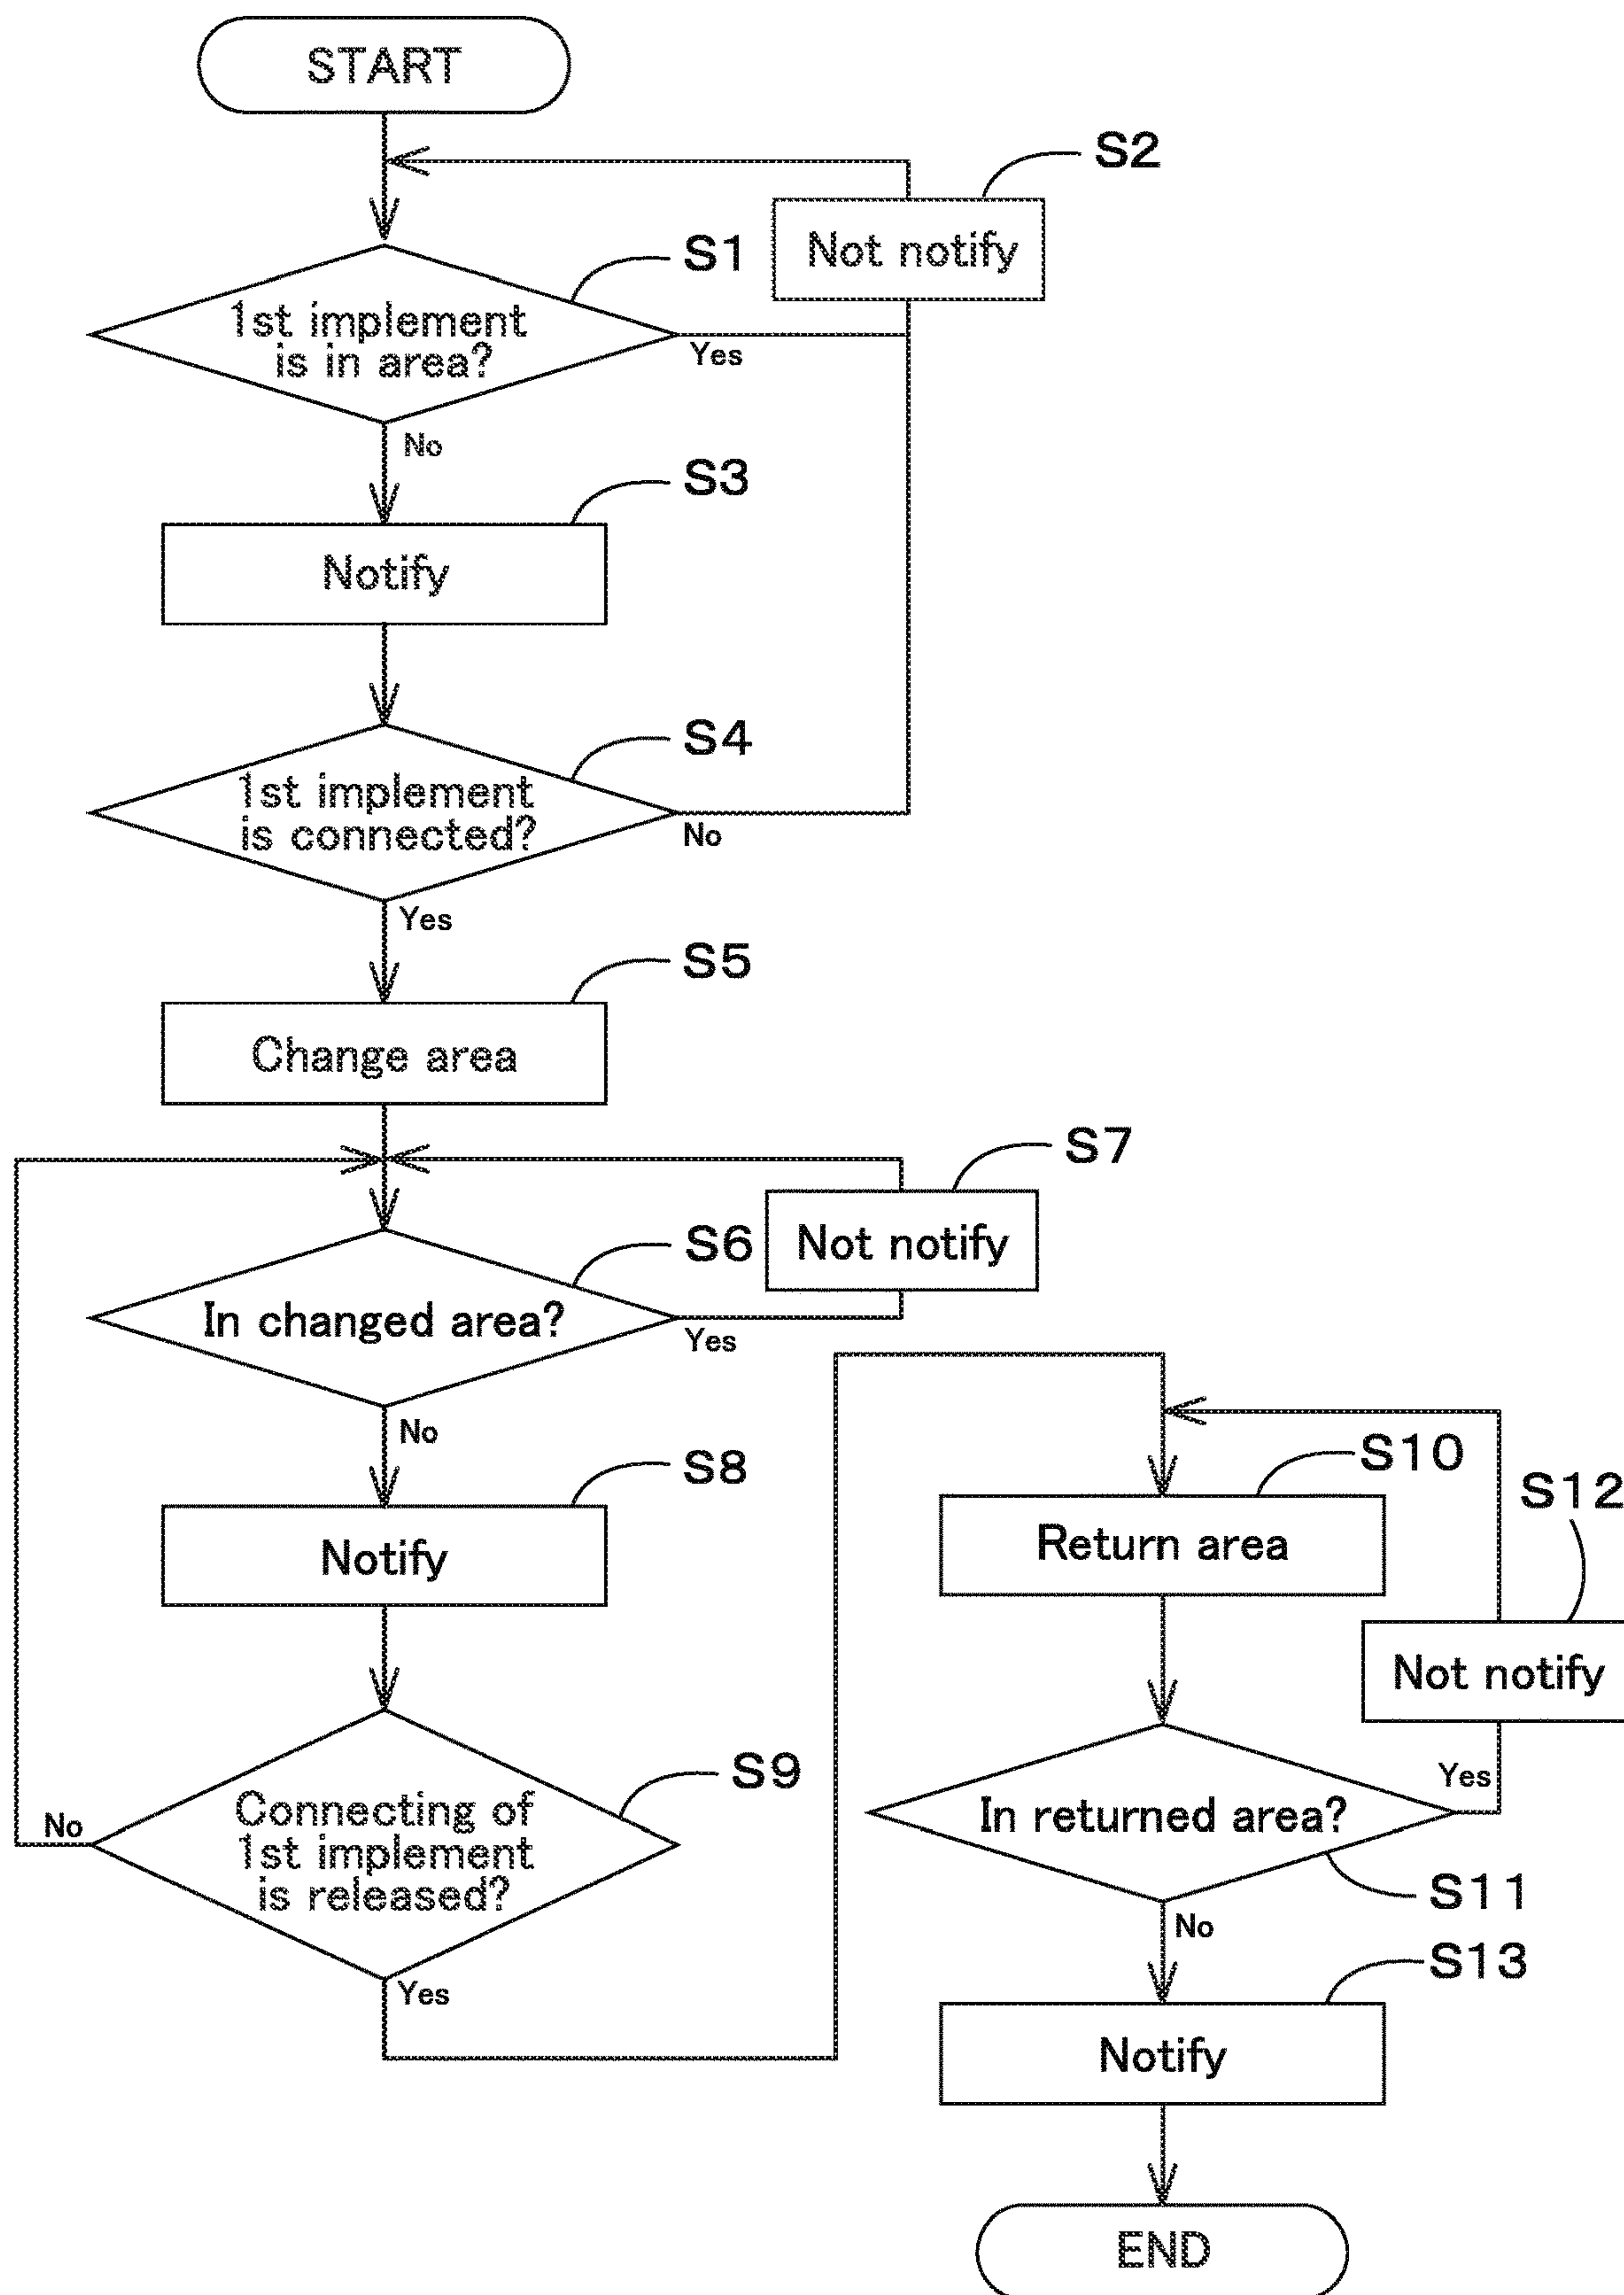 START
S2
Not notify
S1
1st implement
is in area?
Yes
No
S3
Notify
S4
1st implement
is connected?
No
Yes
S5
Change area
S7
Not notify
S6
In changed area?
Yes
No
S8
Notify
S9
Connecting of
1st implement
is released?
No
Yes
S10
Return area
S12
Not notify
In returned area?
Yes
S11
No
S13
Notify
END